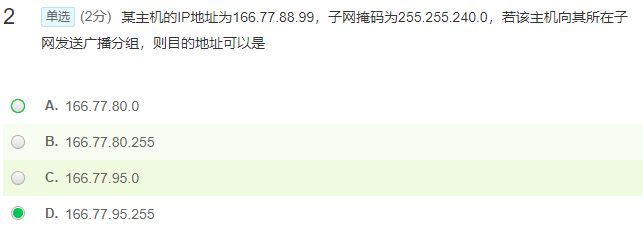 2 单选 (2分) 某主机的IP地址为166.77.88.99，子网掩码为255.255.240.0，若该主机向其所在子
网发送广播分组，则目的地址可以是
A. 166.77.80.0
B. 166.77.80.255
C. 166.77.95.0
D. 166.77.95.255